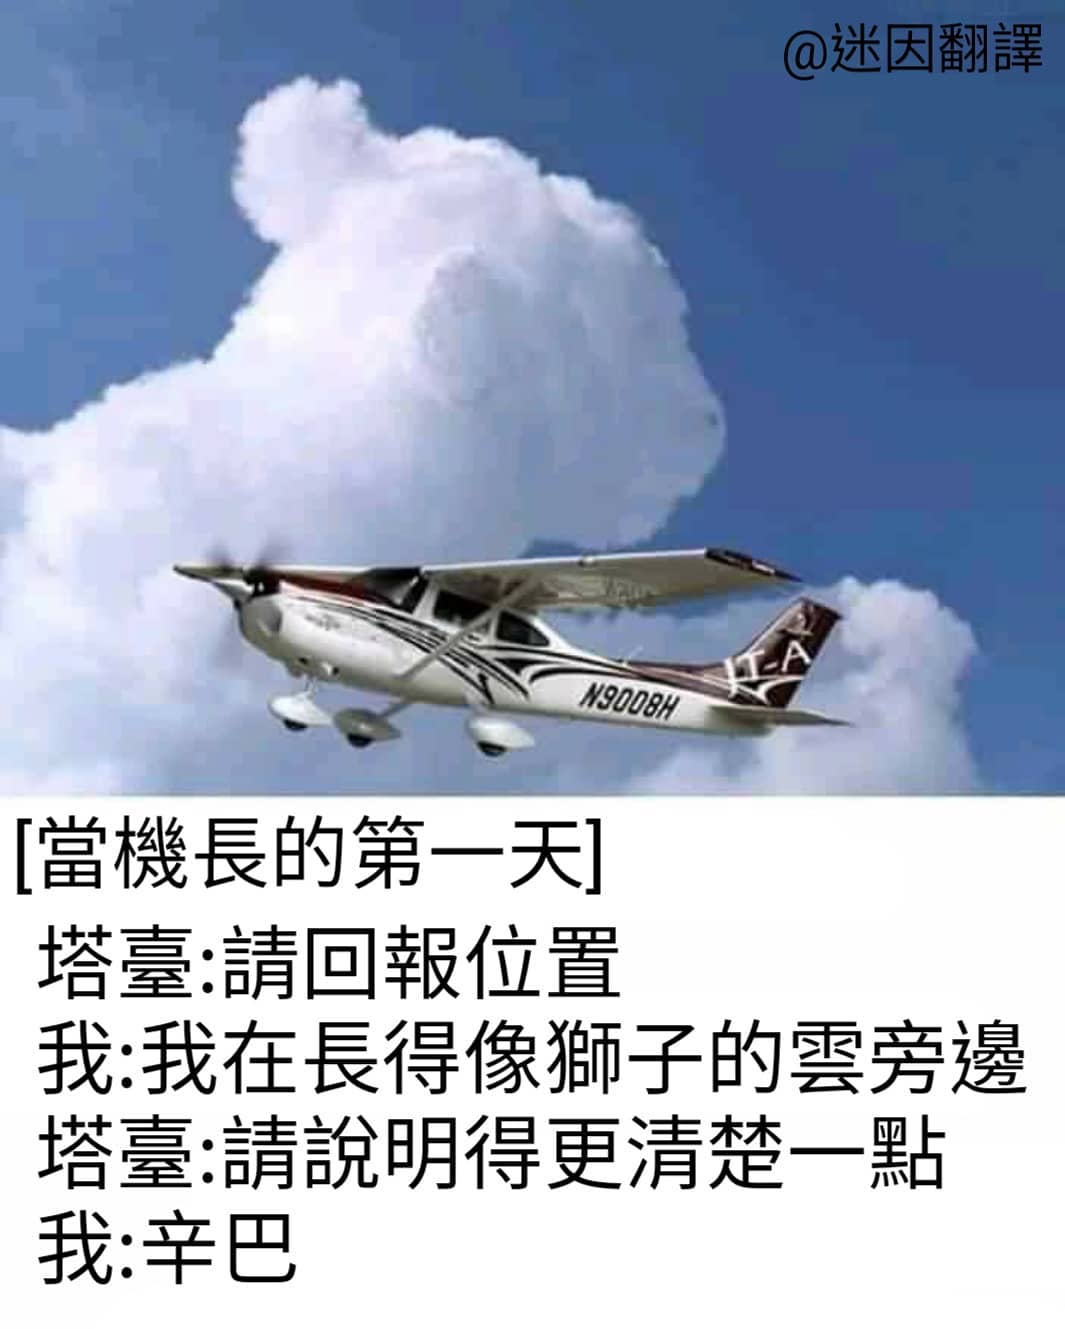 @迷因翻譯
N9008H
[當機長的第一天]
塔臺:請回報位置
我:我在長得像獅子的雲旁邊
塔臺:請說明得更清楚一點
我:辛巴